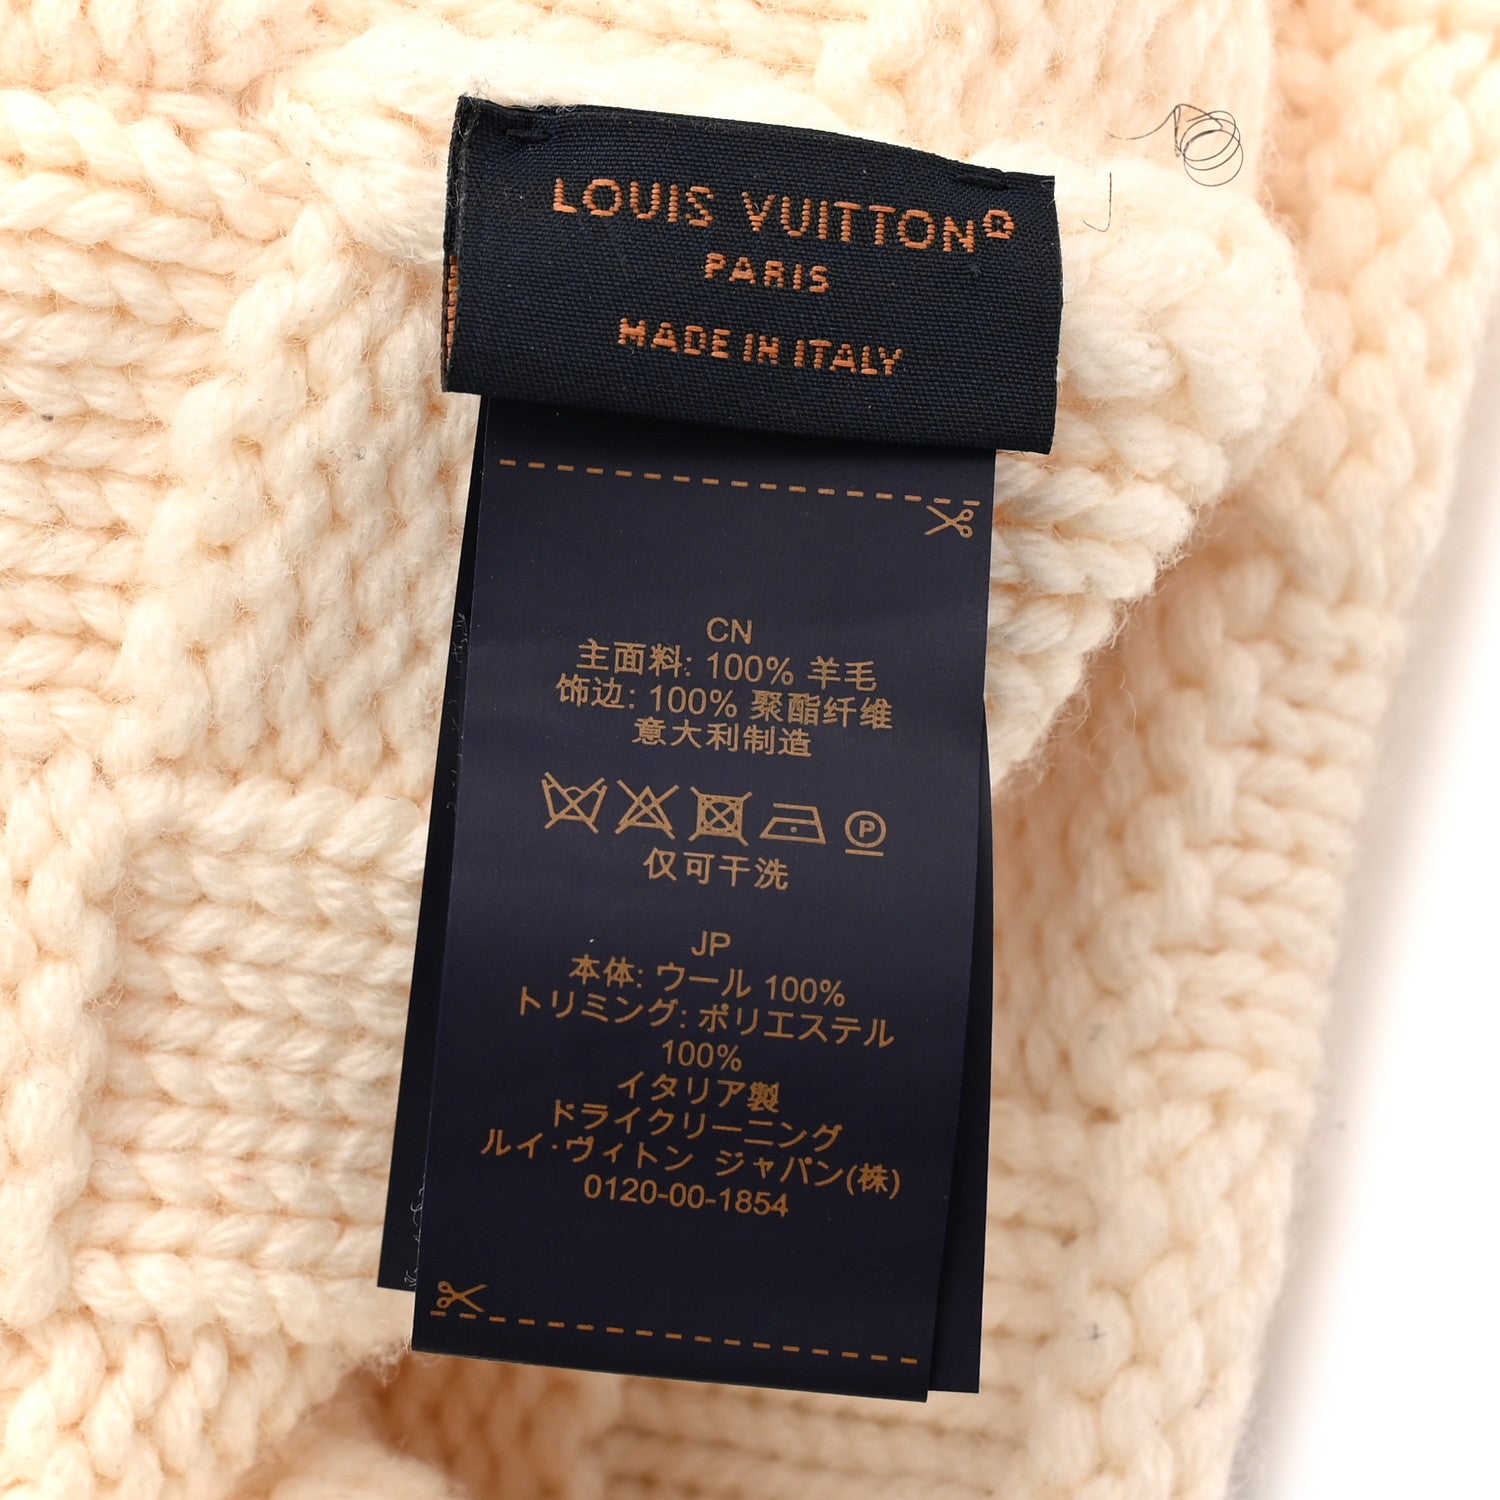 LOUIS VUITTON®
PARIS
MADE IN ITALY
CN
主面料: 100% 羊毛
饰边: 100% 聚酯纤维
意大利制造
P
仅可干洗
JP
本体: ウール 100%
トリミング: ポリエステル
100%
イタリア製
ドライクリーニング
ルイ·ヴィトン ジャパン(株)
0120-00-1854